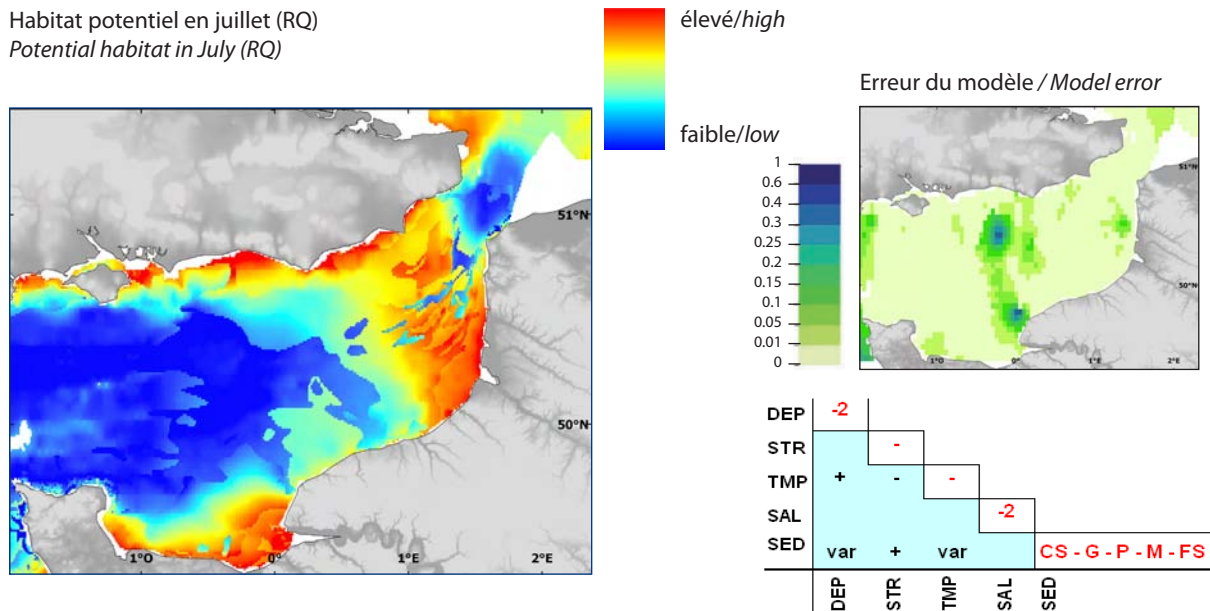 Habitat potentiel en juillet (RQ)
Potential habitat in July (RQ)
élevé/high
faible/low
Erreur du modèle / Model error
51°N
50°N
1°O
0°
1°E
2°E
1
0.6
0.4
0.3
0.25
0.2
0.15
0.1
0.05
0.01
0
51°N
50°N
1°O
0°
1°E
2°E
DEP -2
STR -
TMP + - -
SAL -2
SED var + var CS - G - P - M - FS
DEP STR TMP SAL SED